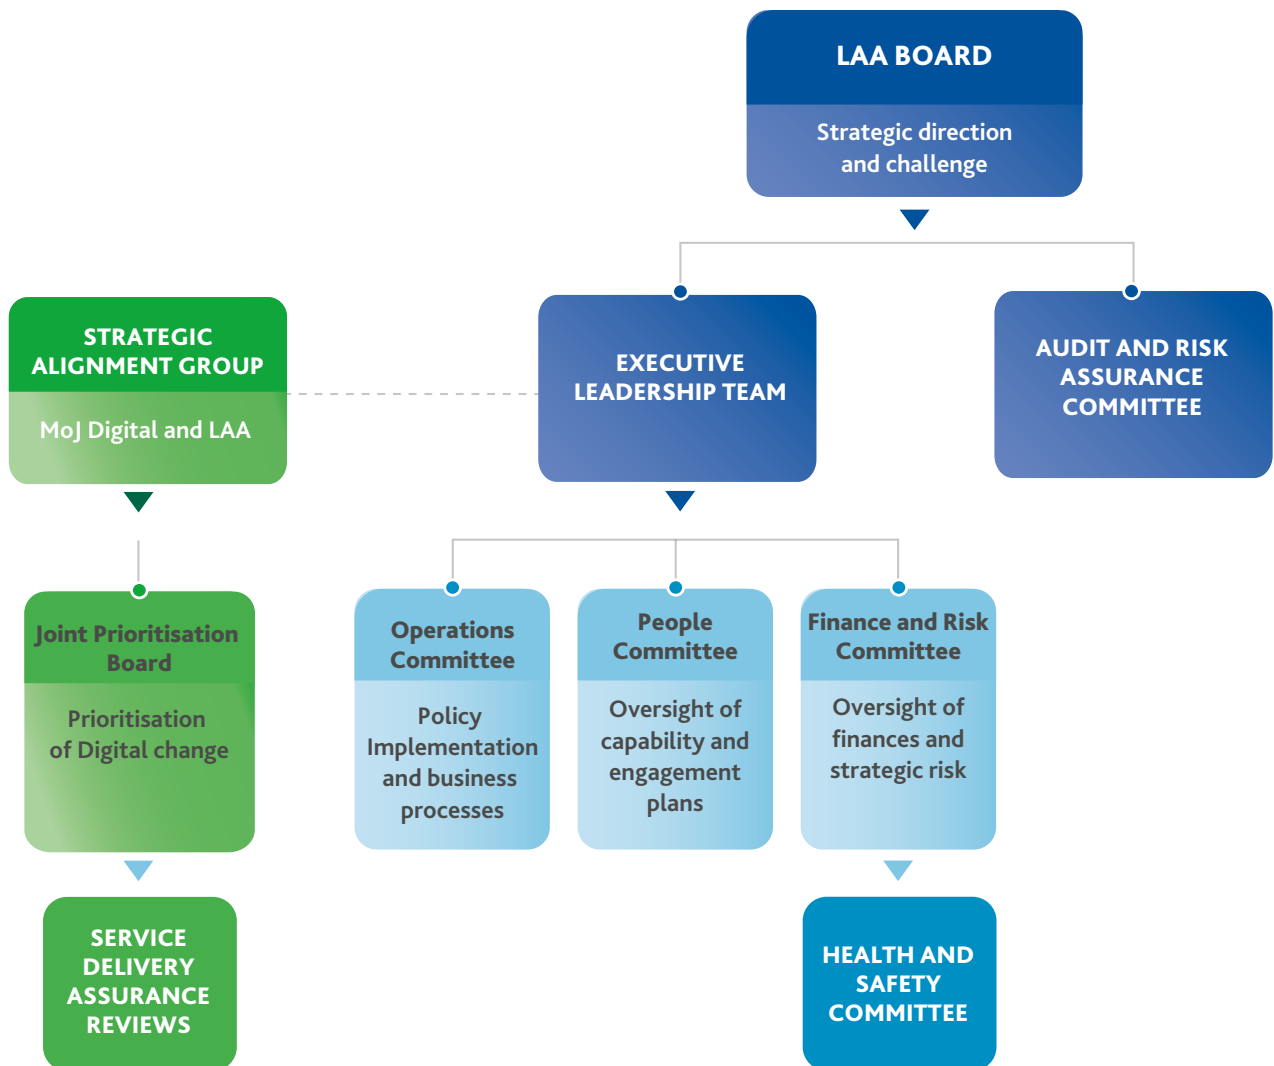 LAA BOARD
Strategic direction
and challenge
STRATEGIC
ALIGNMENT GROUP
MoJ Digital and LAA
EXECUTIVE
LEADERSHIP TEAM
AUDIT AND RISK
ASSURANCE
COMMITTEE
Joint Prioritisation
Board
Prioritisation
of Digital change
Operations
Committee
Policy
Implementation
and business
processes
People
Committee
Oversight of
capability and
engagement
plans
Finance and Risk
Committee
Oversight of
finances and
strategic risk
SERVICE
DELIVERY
ASSURANCE
REVIEWS
HEALTH AND
SAFETY
COMMITTEE